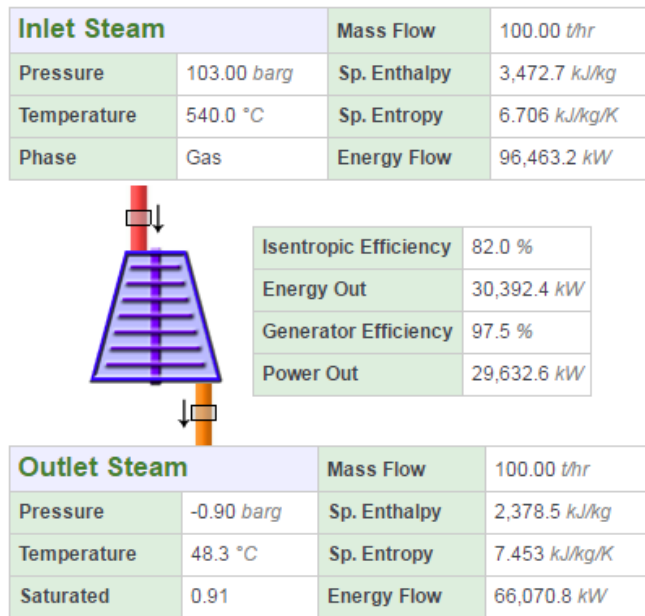 Inlet Steam Mass Flow 100.00 t/hr
Pressure 103.00 barg Sp. Enthalpy 3,472.7 kJ/kg
Temperature 540.0 °C Sp. Entropy 6.706 kJ/kg/K
Phase Gas Energy Flow 96,463.2 kW
Isentropic Efficiency 82.0 %
Energy Out 30,392.4 kW
Generator Efficiency 97.5 %
Power Out 29,632.6 kW
Outlet Steam Mass Flow 100.00 t/hr
Pressure -0.90 barg Sp. Enthalpy 2,378.5 kJ/kg
Temperature 48.3 °C Sp. Entropy 7.453 kJ/kg/K
Saturated 0.91 Energy Flow 66,070.8 kW